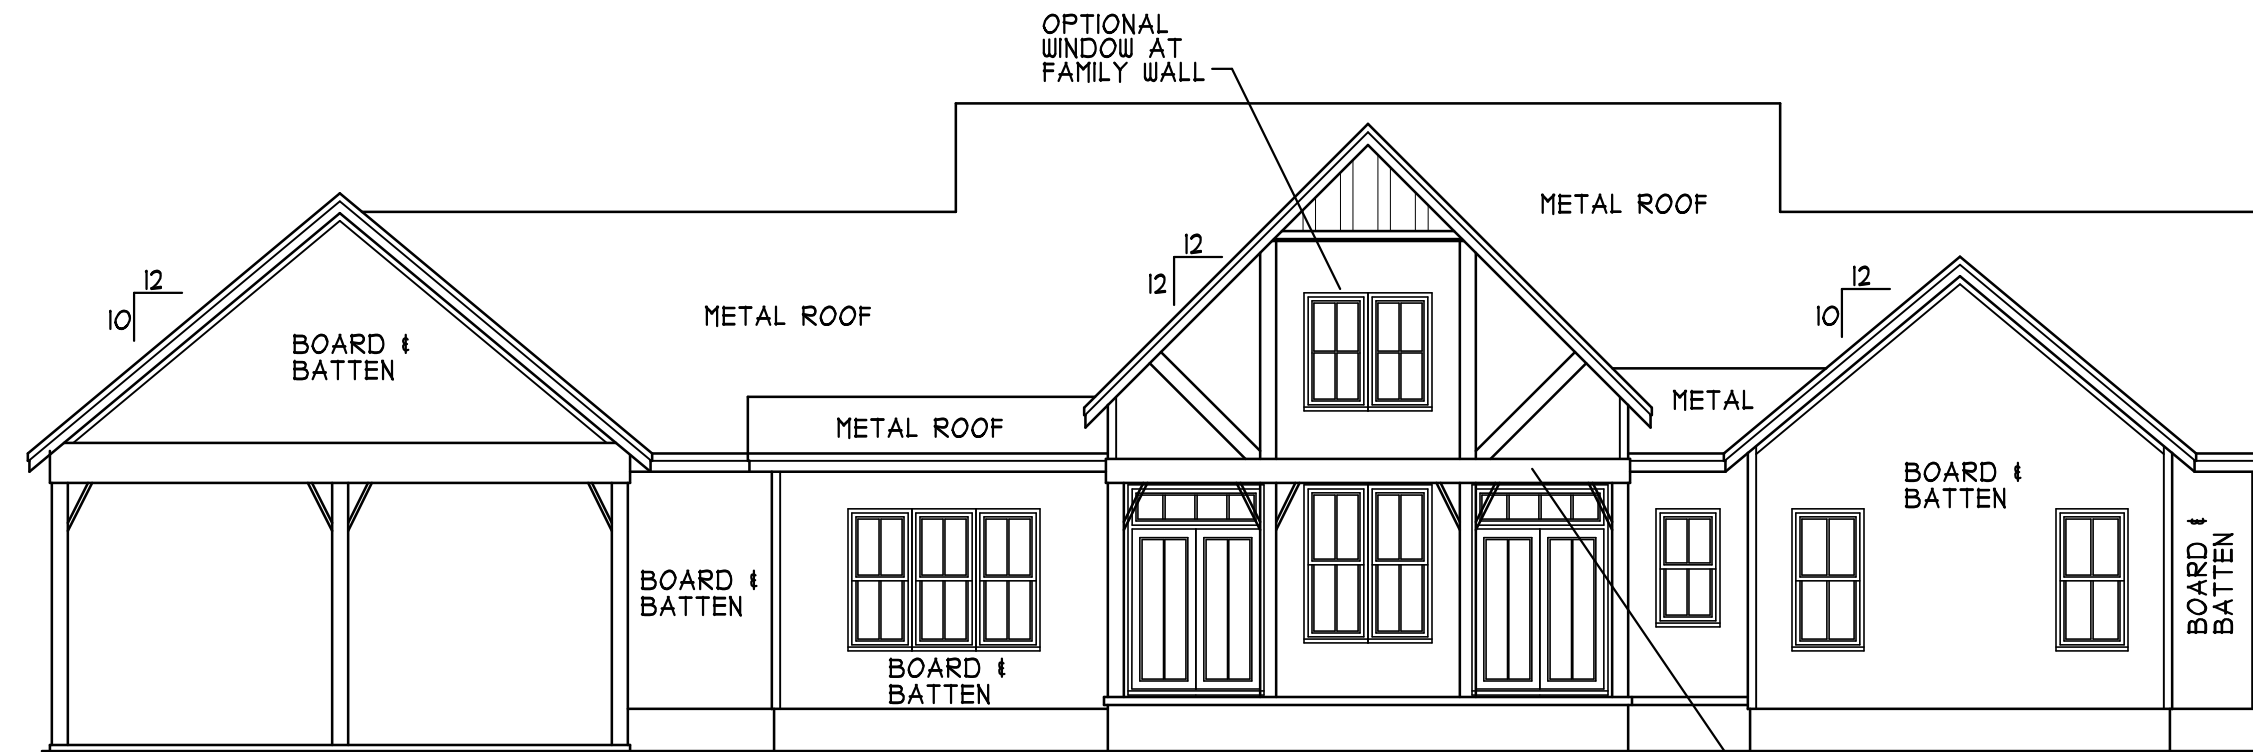 OPTIONAL
WINDOW AT
FAMILY WALL
METAL ROOF
12
12
12
10
12
10
METAL ROOF
BOARD &
BATTEN
METAL
METAL ROOF
BOARD &
BATTEN
BOARD &
BATTEN
BOARD &
BATTEN
BOARD &
BATTEN